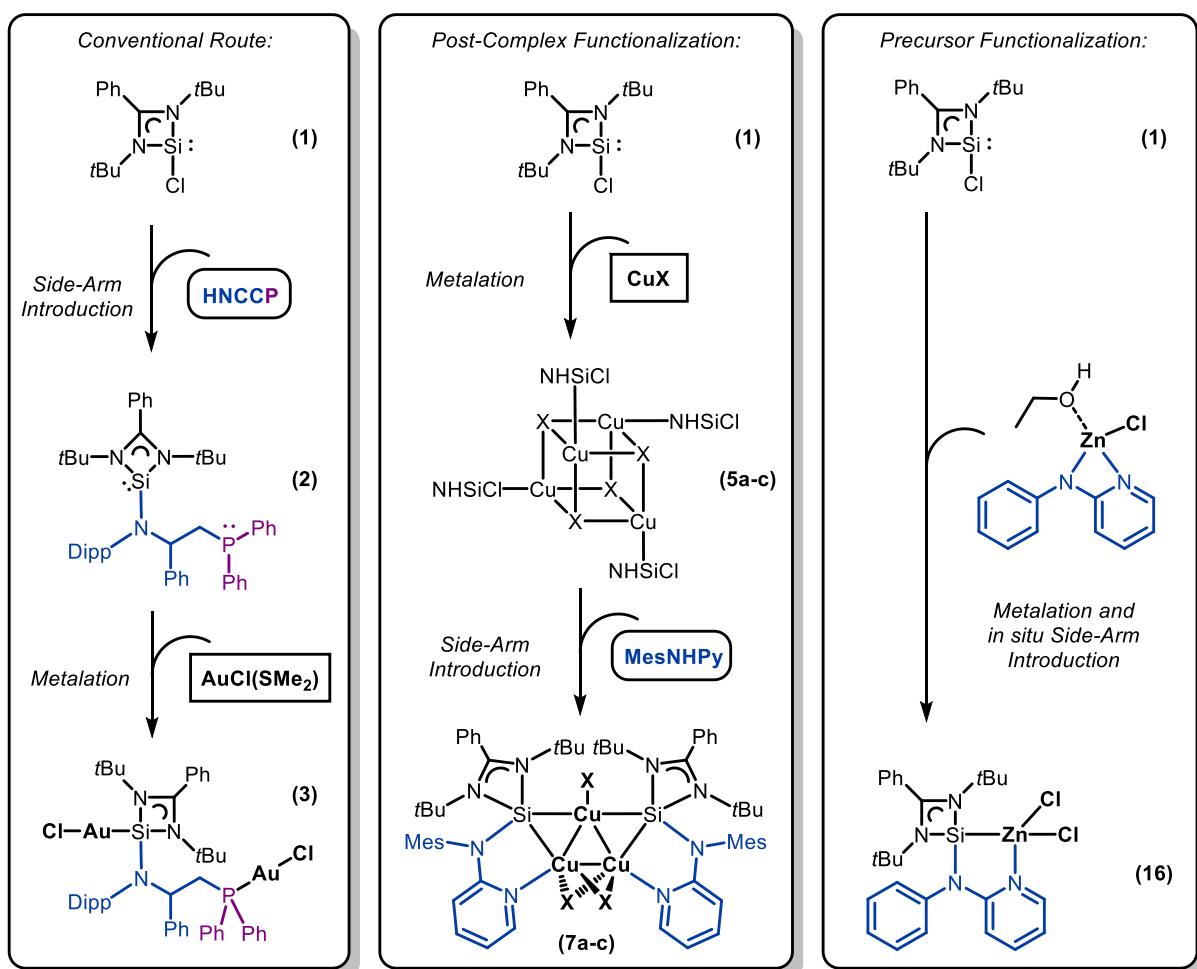 Conventional Route:
Ph
tBu
N
(1)
N
Si:
tBu
Cl
Side-Arm
Introduction
HNCCP
Ph
tBu
N
N
tBu
Si
(2)
N
Ph
P
Dipp
Ph
Ph
Metalation
AuCl(SMe2)
tBu
Ph
(3)
N
Cl
Au
Si
N
Cl
tBu
Au
N
P
Dipp
Ph
Ph
Ph
Post-Complex Functionalization:
Ph
tBu
N
(1)
N
Si:
tBu
Cl
Metalation
CuX
NHSiCl
X
Cu
NHSiCl
Cu
X
(5a-c)
NHSiCl
Cu
X
X
Cu
NHSiCl
Side-Arm
Introduction
MesNHPy
Ph
tBu
tBu
Ph
N
X
N
tBu
N
N
tBu
Si
Cu
Si
Mes
N
N
Mes
Cu
Cu
N
N
X
X
(7a-c)
Precursor Functionalization:
Ph
tBu
N
(1)
N
Si:
tBu
Cl
H
O
Cl
Zn
N
N
Metalation and
in situ Side-Arm
Introduction
Ph
tBu
N
Cl
N
Si
Zn
Cl
tBu
N
N
(16)